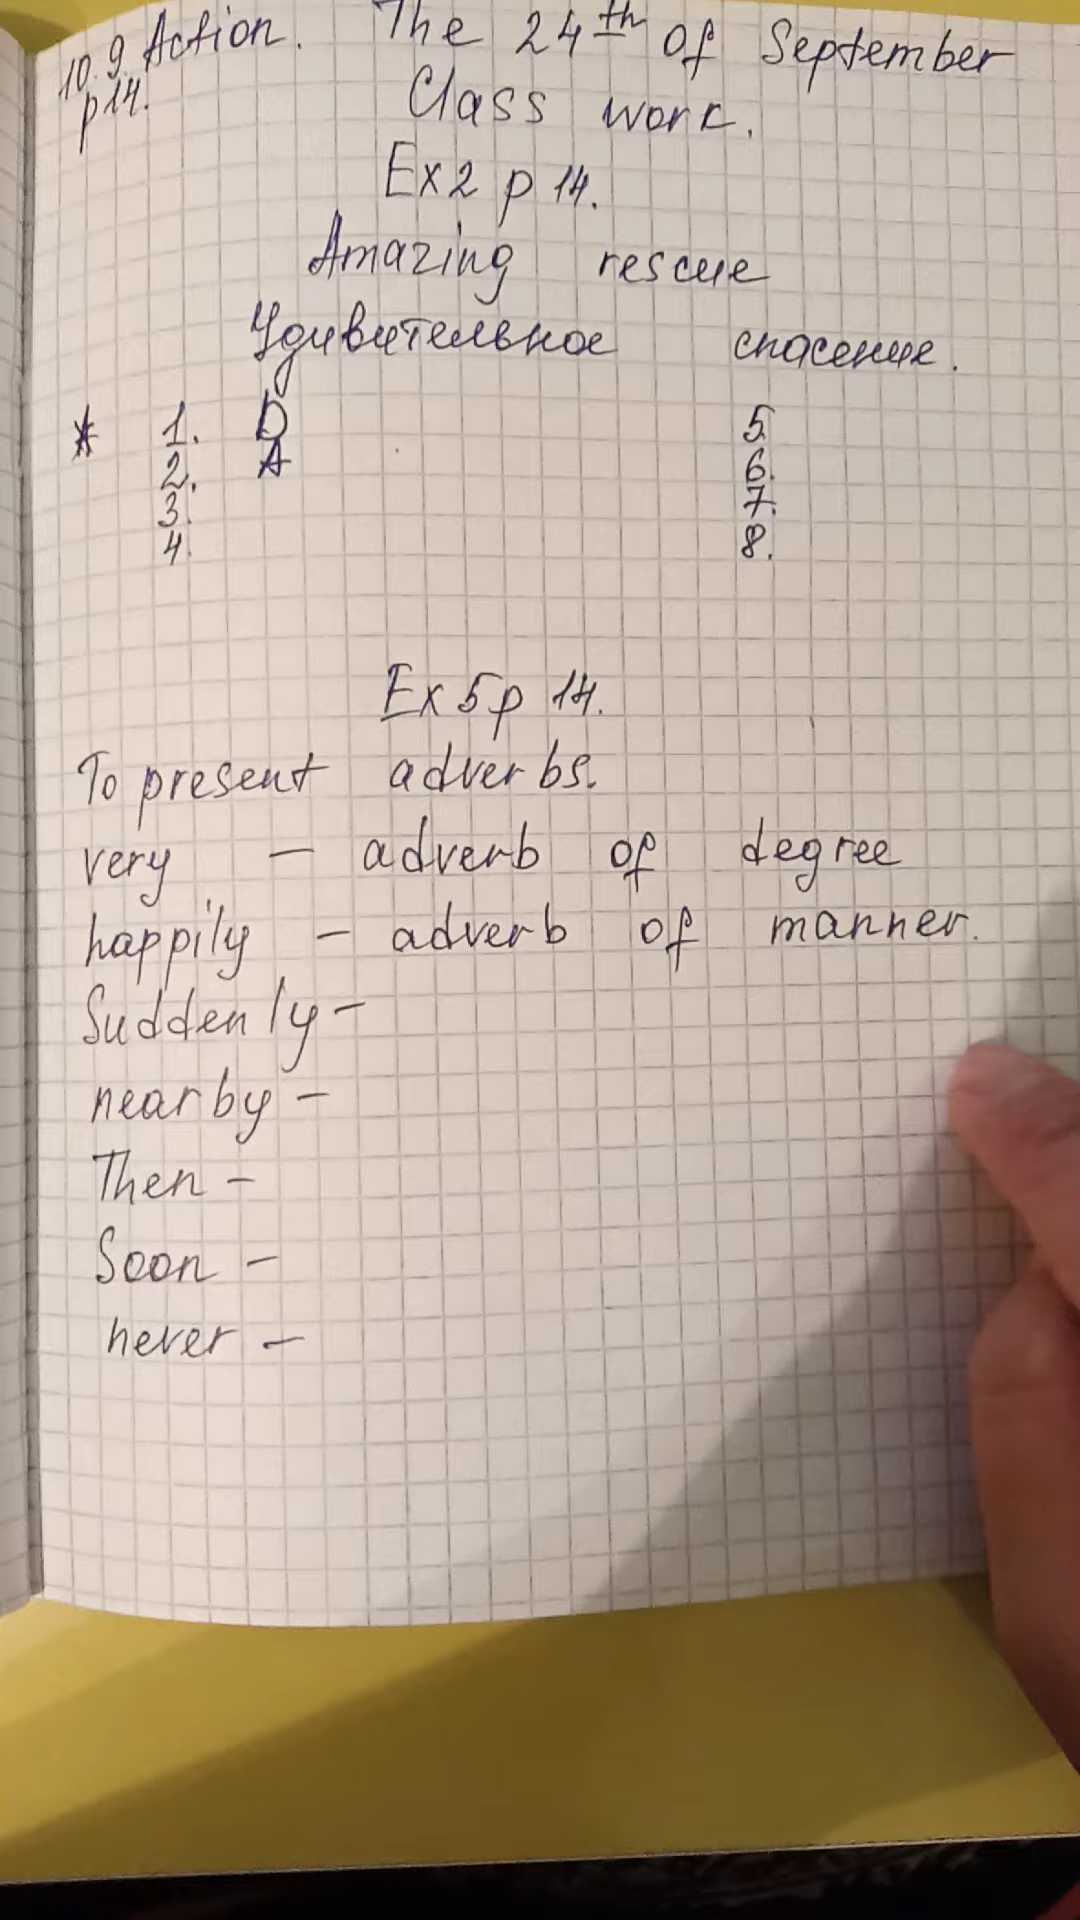 10.9. Action. The 24th of September
p14. Class work.
Ex2 p 14.
Amazing rescue
Удивительное спасение.
* 1. D 5.
2. A 6.
3. 7.
4. 8.
Ex 5 p 14.
To present adverbs.
very – adverb of degree
happily – adverb of manner.
Suddenly –
nearby –
Then –
Soon –
never –